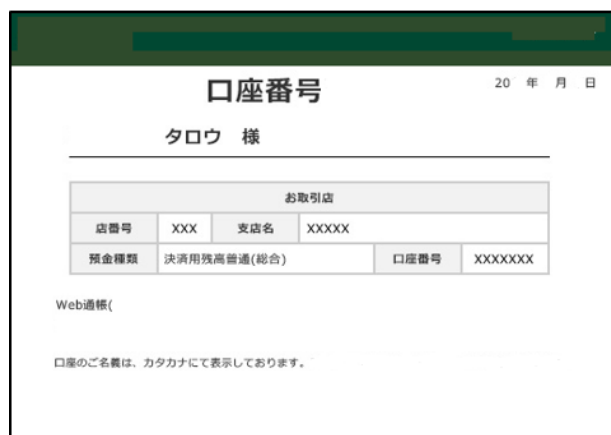 20 年 月 日
口座番号
タロウ 様
お取引店
店番号 XXX 支店名 XXXXX
預金種類 決済用残高普通(総合) 口座番号 XXXXXXX
Web通帳(
口座のご名義は、カタカナにて表示しております。